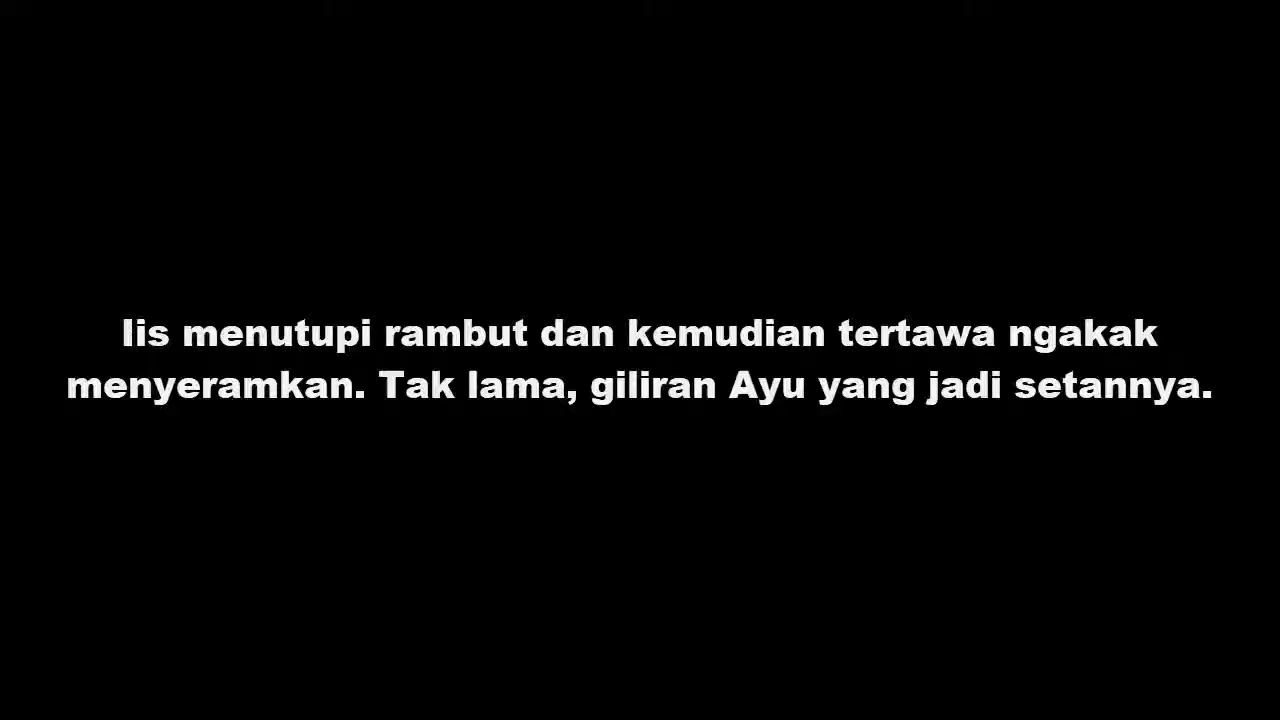 Iis menutupi rambut dan kemudian tertawa ngakak
menyeramkan. Tak lama, giliran Ayu yang jadi setannya.